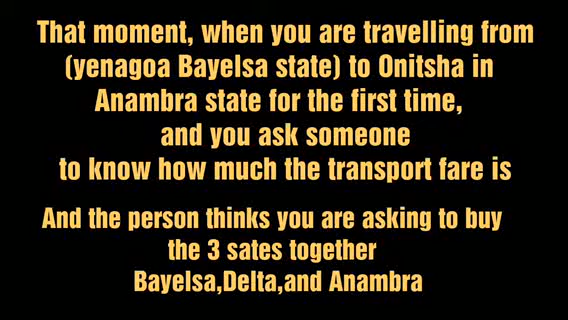 That moment, when you are travelling from
(yenagoa Bayelsa state) to Onitsha in
Anambra state for the first time,
and you ask someone
to know how much the transport fare is
And the person thinks you are asking to buy
the 3 sates together
Bayelsa,Delta,and Anambra